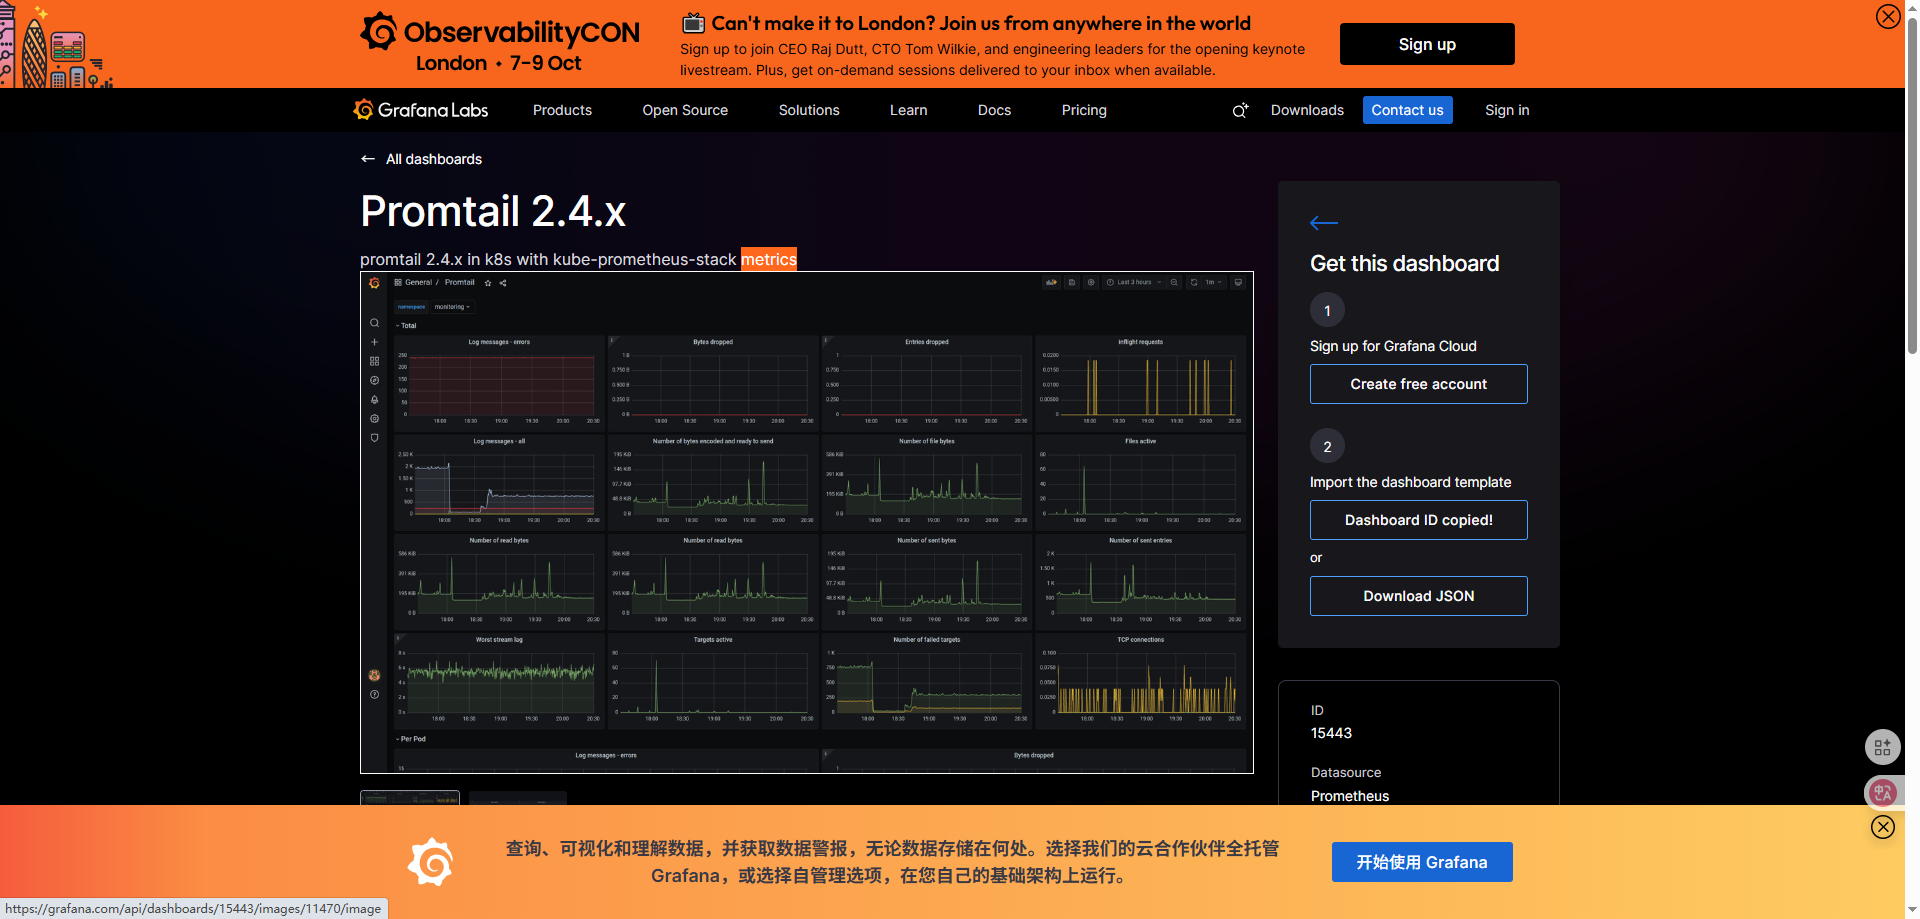 ObservabilityCON
London • 7-9 Oct
Can't make it to London? Join us from anywhere in the world
Sign up to join CEO Raj Dutt, CTO Tom Wilkie, and engineering leaders for the opening keynote
livestream. Plus, get on-demand sessions delivered to your inbox when available.
Sign up
Grafana Labs
Products
Open Source
Solutions
Learn
Docs
Pricing
Downloads
Contact us
Sign in
← All dashboards
Promtail 2.4.x
promtail 2.4.x in k8s with kube-prometheus-stack metrics
General / Promtail
Last 3 hours
1m
namespace
monitoring
Total
Log messages - errors
Bytes dropped
Entries dropped
Inflight requests
Log messages - all
Number of bytes encoded and ready to send
Number of file bytes
Files active
Number of read bytes
Number of read bytes
Number of sent bytes
Number of sent entries
Worst stream lag
Targets active
Number of failed targets
TCP connections
Per Pod
Log messages - errors
Bytes dropped
Get this dashboard
1
Sign up for Grafana Cloud
Create free account
2
Import the dashboard template
Dashboard ID copied!
or
Download JSON
ID
15443
Datasource
Prometheus
查询、可视化和理解数据，并获取数据警报，无论数据存储在何处。选择我们的云合作伙伴全托管
Grafana，或选择自管理选项，在您自己的基础架构上运行。
开始使用 Grafana
https://grafana.com/api/dashboards/15443/images/11470/image